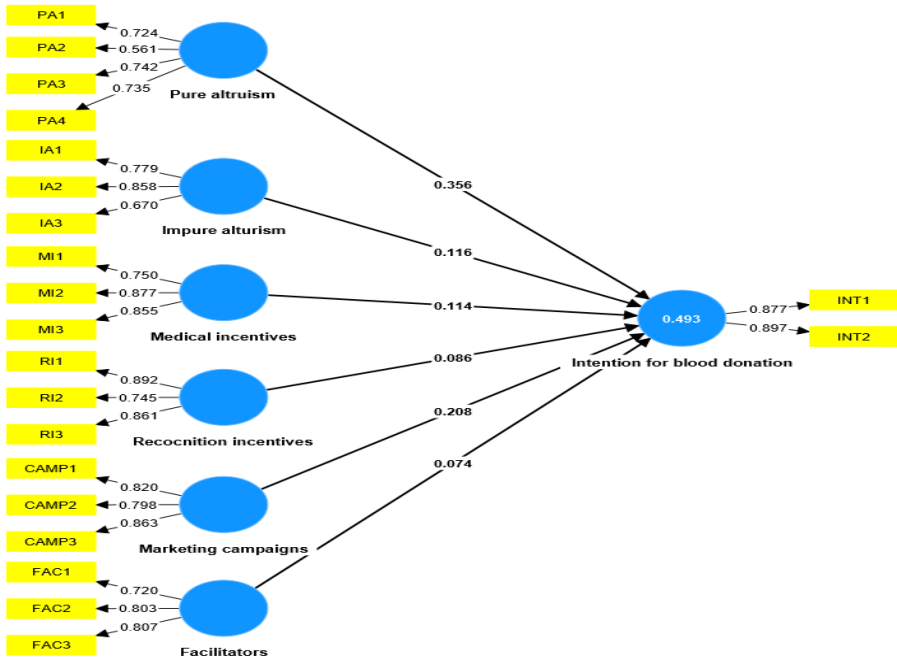 PA1
0.724
PA2
0.561
PA3
0.742
0.735
PA4
Pure altruism
IA1
0.779
IA2
0.858
IA3
0.670
Impure alturism
MI1
0.750
MI2
0.877
MI3
0.855
Medical incentives
RI1
0.892
RI2
0.745
RI3
0.861
Recocnition incentives
CAMP1
0.820
CAMP2
0.798
CAMP3
0.863
Marketing campaigns
FAC1
0.720
FAC2
0.803
FAC3
0.807
Facilitators
0.356
0.116
0.114
0.086
0.208
0.074
0.493
Intention for blood donation
0.877
INT1
0.897
INT2